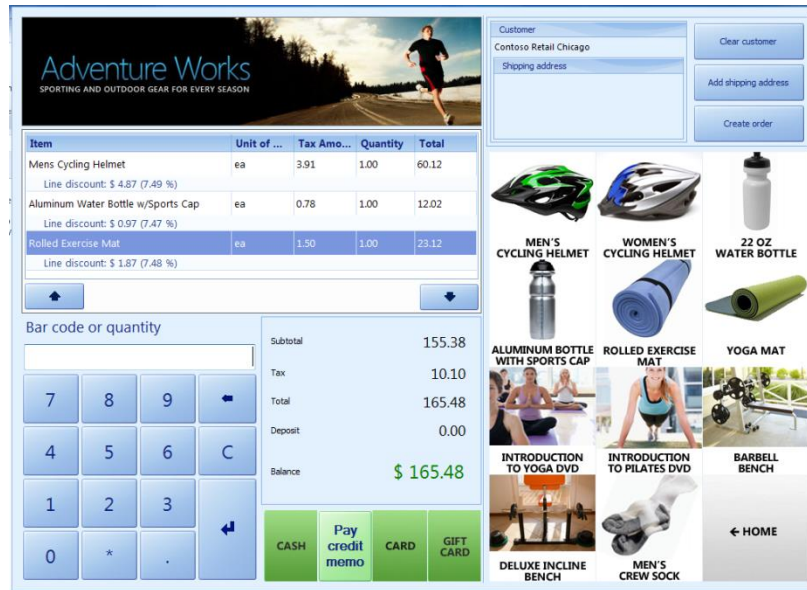 Adventure Works
SPORTING AND OUTDOOR GEAR FOR EVERY SEASON
Customer
Contoso Retail Chicago
Shipping address
Clear customer
Add shipping address
Create order
Item Unit of ... Tax Amo... Quantity Total
Mens Cycling Helmet ea 3.91 1.00 60.12
Line discount: $ 4.87 (7.49 %)
Aluminum Water Bottle w/Sports Cap ea 0.78 1.00 12.02
Line discount: $ 0.97 (7.47 %)
Rolled Exercise Mat ea 1.50 1.00 23.12
Line discount: $ 1.87 (7.48 %)
Bar code or quantity
7 8 9
4 5 6 C
1 2 3
0 * .
Subtotal 155.38
Tax 10.10
Total 165.48
Deposit 0.00
Balance $ 165.48
CASH
Pay
credit
memo
CARD
GIFT
CARD
MEN'S
CYCLING HELMET
WOMEN'S
CYCLING HELMET
22 OZ
WATER BOTTLE
ALUMINUM BOTTLE
WITH SPORTS CAP
ROLLED EXERCISE
MAT
YOGA MAT
INTRODUCTION
TO YOGA DVD
INTRODUCTION
TO PILATES DVD
BARBELL
BENCH
DELUXE INCLINE
BENCH
MEN'S
CREW SOCK
← HOME